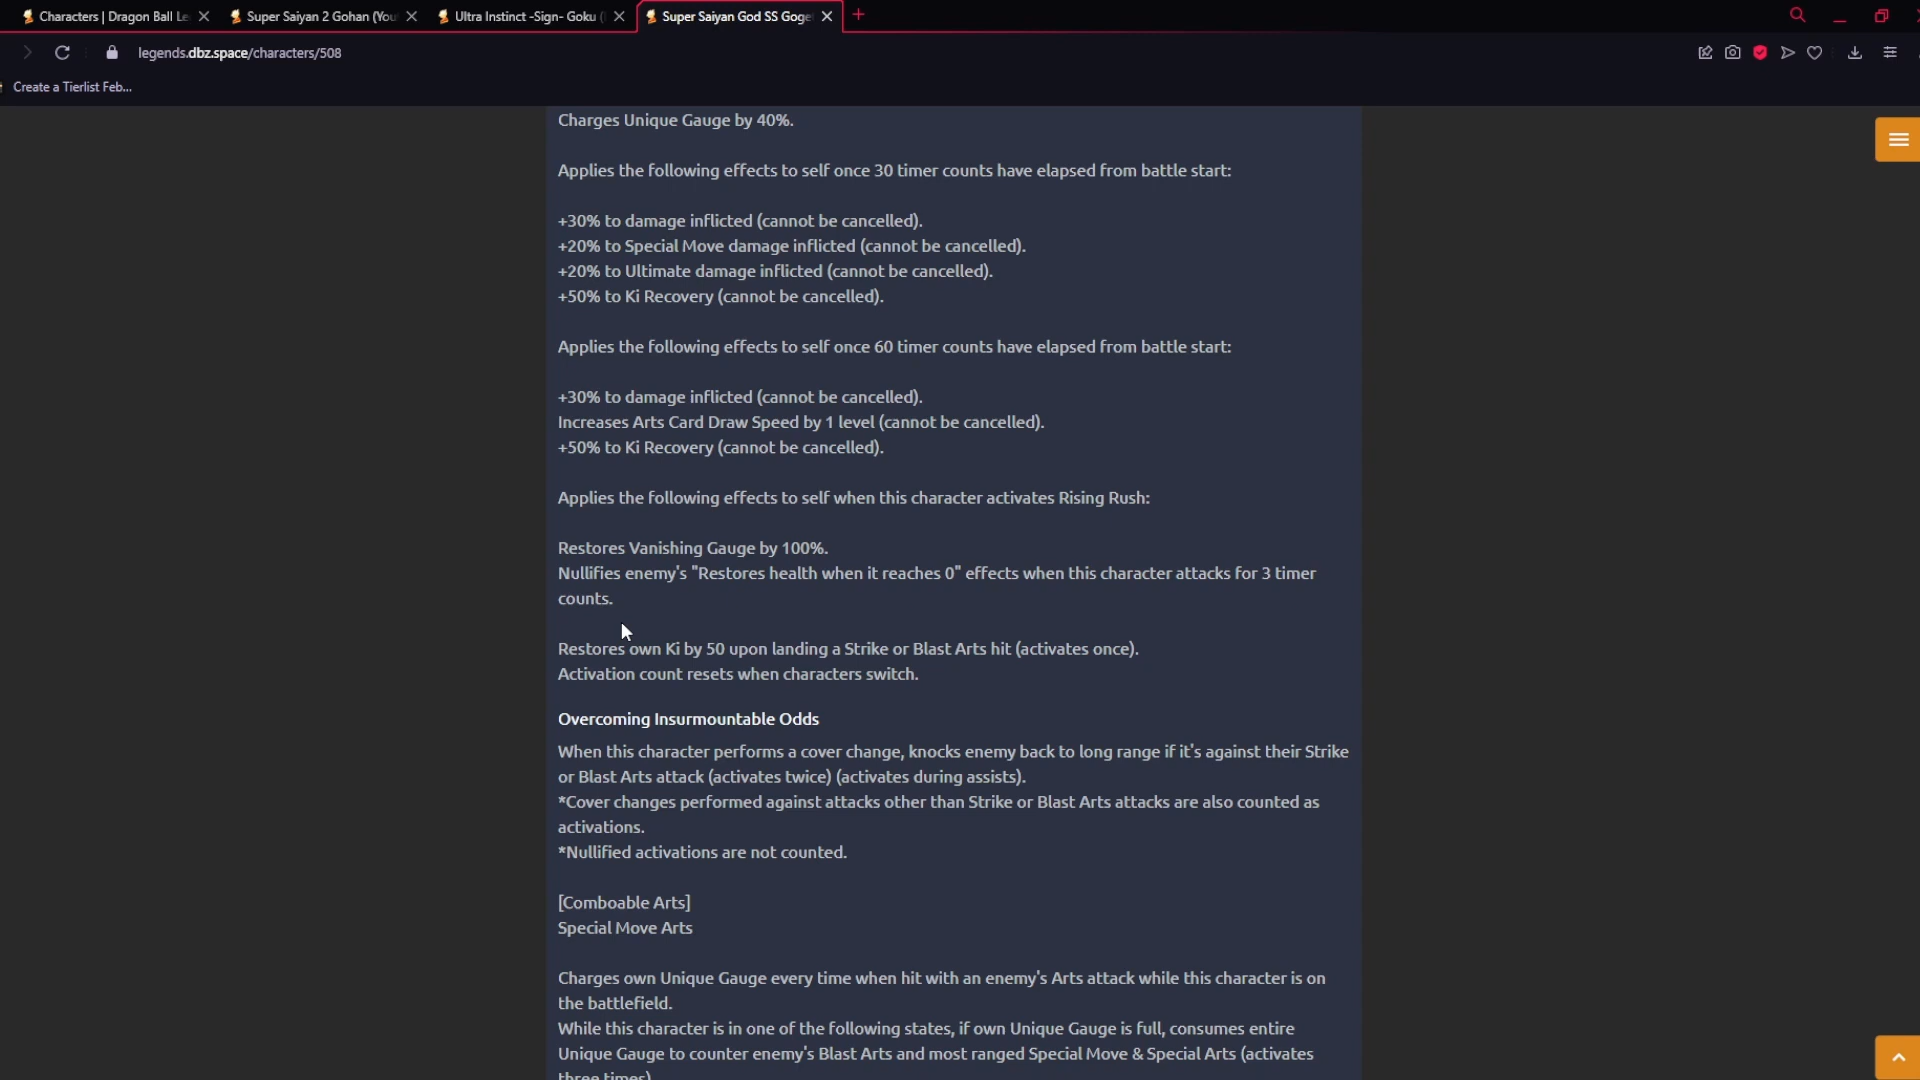 Characters | Dragon Ball Le
Super Saiyan 2 Gohan (You
Ultra Instinct -Sign- Goku (
Super Saiyan God SS Goge
legends.dbz.space/characters/508
Create a Tierlist Feb...
Charges Unique Gauge by 40%.
Applies the following effects to self once 30 timer counts have elapsed from battle start:
+30% to damage inflicted (cannot be cancelled).
+20% to Special Move damage inflicted (cannot be cancelled).
+20% to Ultimate damage inflicted (cannot be cancelled).
+50% to Ki Recovery (cannot be cancelled).
Applies the following effects to self once 60 timer counts have elapsed from battle start:
+30% to damage inflicted (cannot be cancelled).
Increases Arts Card Draw Speed by 1 level (cannot be cancelled).
+50% to Ki Recovery (cannot be cancelled).
Applies the following effects to self when this character activates Rising Rush:
Restores Vanishing Gauge by 100%.
Nullifies enemy's "Restores health when it reaches 0" effects when this character attacks for 3 timer
counts.
Restores own Ki by 50 upon landing a Strike or Blast Arts hit (activates once).
Activation count resets when characters switch.
Overcoming Insurmountable Odds
When this character performs a cover change, knocks enemy back to long range if it's against their Strike
or Blast Arts attack (activates twice) (activates during assists).
*Cover changes performed against attacks other than Strike or Blast Arts attacks are also counted as
activations.
*Nullified activations are not counted.
[Comboable Arts]
Special Move Arts
Charges own Unique Gauge every time when hit with an enemy's Arts attack while this character is on
the battlefield.
While this character is in one of the following states, if own Unique Gauge is full, consumes entire
Unique Gauge to counter enemy's Blast Arts and most ranged Special Move & Special Arts (activates
three times)